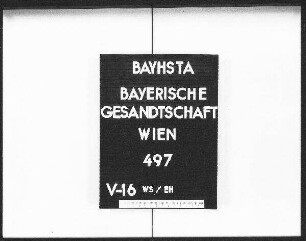 BAYHSTA
BAYERISCHE
GESANDTSCHAFT
WIEN
497
V-16 WS/EH